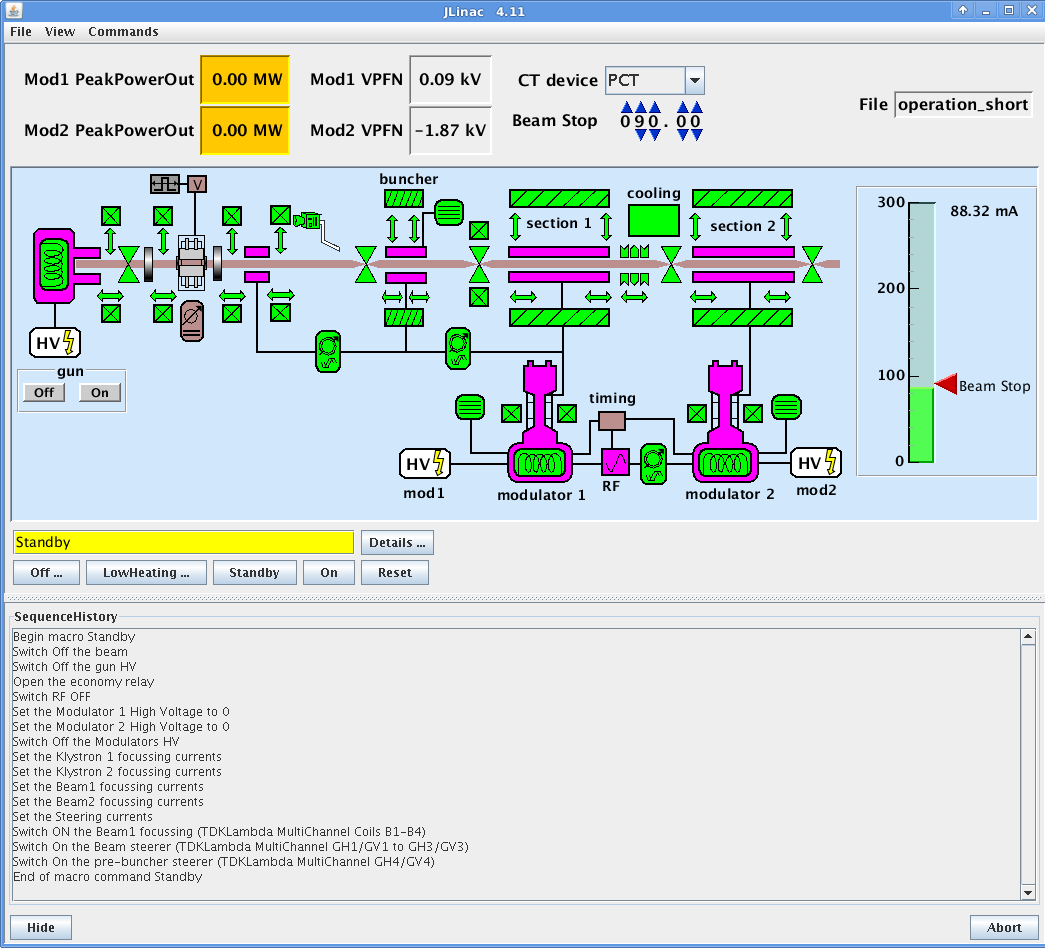 JLinac 4.11
File View Commands
Mod1 PeakPowerOut 0.00 MW Mod1 VPFN 0.09 kV CT device PCT
Mod2 PeakPowerOut 0.00 MW Mod2 VPFN -1.87 kV Beam Stop 090.00
File operation_short
V
buncher
section 1
cooling
section 2
HV
gun
Off On
timing
HV
mod1
modulator 1
RF
modulator 2
HV
mod2
300
88.32 mA
200
100
Beam Stop
0
Standby Details ...
Off ... LowHeating ... Standby On Reset
SequenceHistory
Begin macro Standby
Switch Off the beam
Switch Off the gun HV
Open the economy relay
Switch RF OFF
Set the Modulator 1 High Voltage to 0
Set the Modulator 2 High Voltage to 0
Switch Off the Modulators HV
Set the Klystron 1 focussing currents
Set the Klystron 2 focussing currents
Set the Beam1 focussing currents
Set the Beam2 focussing currents
Set the Steering currents
Switch ON the Beam1 focussing (TDKLambda MultiChannel Coils B1-B4)
Switch On the Beam steerer (TDKLambda MultiChannel GH1/GV1 to GH3/GV3)
Switch On the pre-buncher steerer (TDKLambda MultiChannel GH4/GV4)
End of macro command Standby
Hide Abort